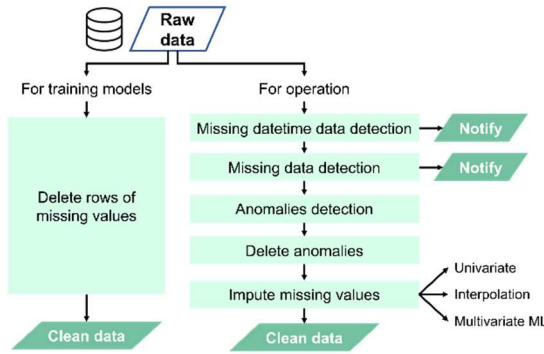 Raw
data
For training models
For operation
Missing datetime data detection
Notify
Missing data detection
Notify
Delete rows of
missing values
Anomalies detection
Delete anomalies
Impute missing values
Univariate
Interpolation
Multivariate ML
Clean data
Clean data